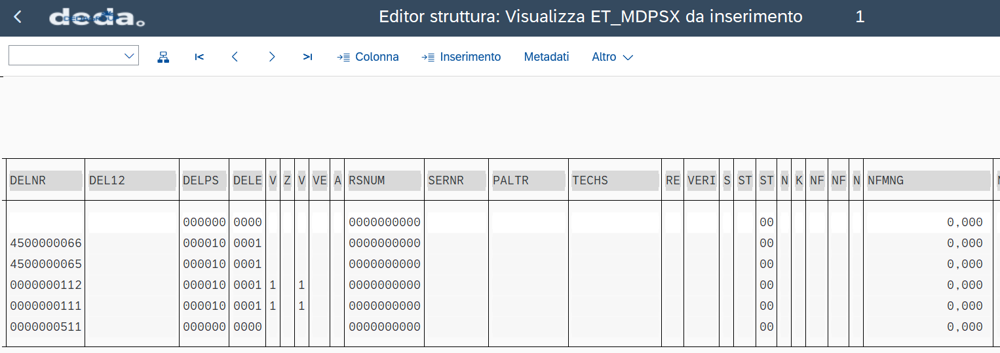 deda.
Editor struttura: Visualizza ET_MDPSX da inserimento 1
Colonna Inserimento Metadati Altro
DELNR DEL12 DELPS DELE V Z V VE A RSNUM SERNR PALTR TECHS RE VERI S ST ST N K NF NF N NFMNG
000000 0000 0000000000 00 0,000
4500000066 000010 0001 0000000000 00 0,000
4500000065 000010 0001 0000000000 00 0,000
0000000112 000010 0001 1 1 0000000000 00 0,000
0000000111 000010 0001 1 1 0000000000 00 0,000
0000000511 000000 0000 0000000000 00 0,000